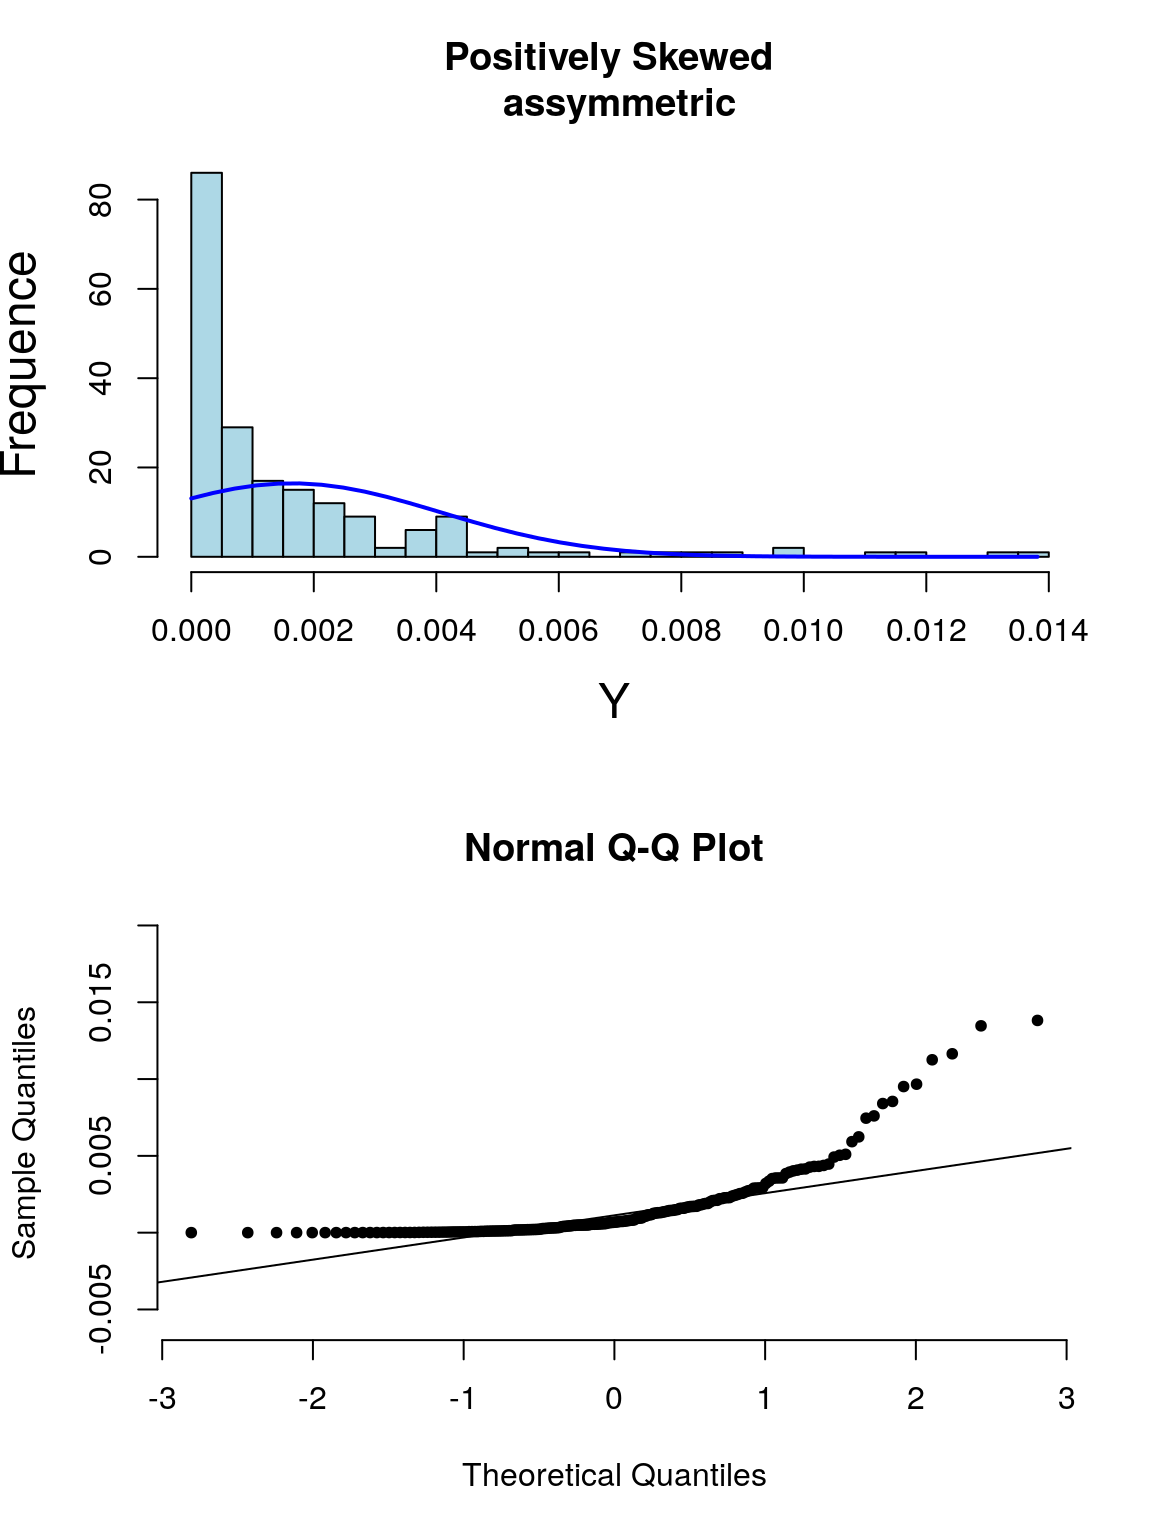 Positively Skewed
assymmetric
Frequence
80
60
40
20
0
0.000 0.002 0.004 0.006 0.008 0.010 0.012 0.014
Y
Normal Q-Q Plot
Sample Quantiles
0.015
0.005
-0.005
-3 -2 -1 0 1 2 3
Theoretical Quantiles